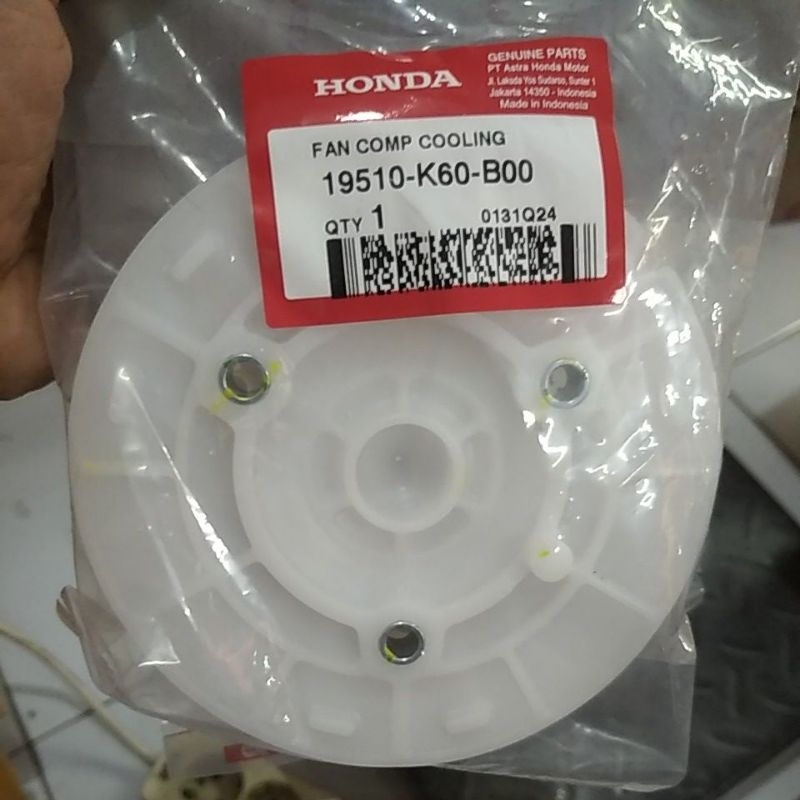 HONDA
GENUINE PARTS
PT Astra Honda Motor
Jl. Laksda Yos Sudarso, Sunter 1
Jakarta 14350 - Indonesia
Made in Indonesia
FAN COMP COOLING
19510-K60-B00
QTY 1 0131Q24